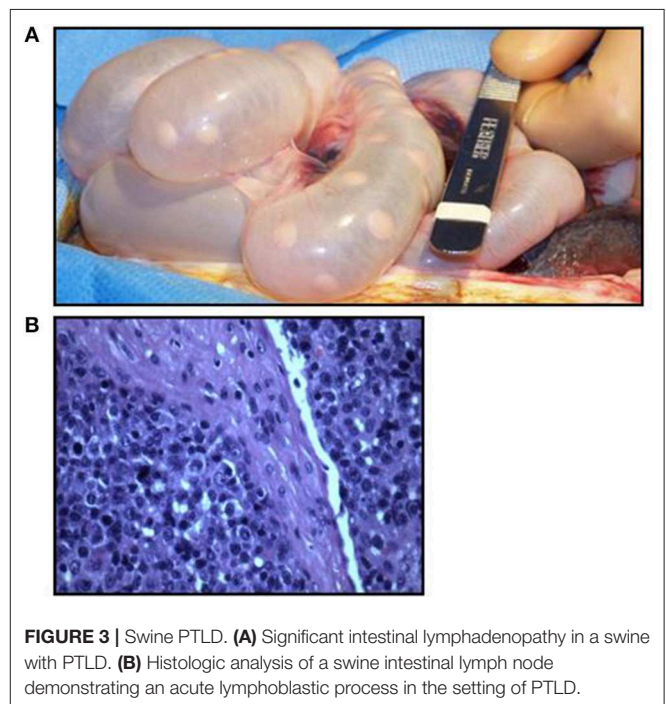 A
FEATHER
B
FIGURE 3 | Swine PTLD. (A) Significant intestinal lymphadenopathy in a swine
with PTLD. (B) Histologic analysis of a swine intestinal lymph node
demonstrating an acute lymphoblastic process in the setting of PTLD.